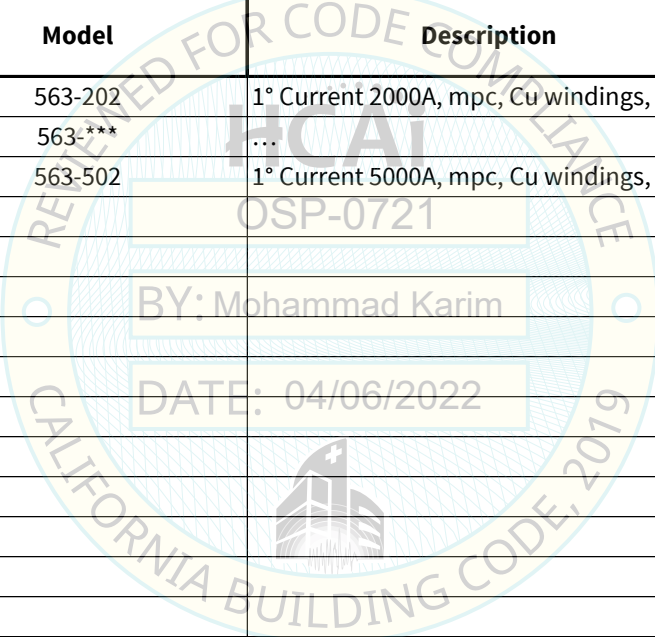 Model Description
563-202 1° Current 2000A, mpc, Cu windings,
563-*** ...
563-502 1° Current 5000A, mpc, Cu windings,
REVIEWED FOR CODE COMPLIANCE
HCAi
OSP-0721
BY: Mohammad Karim
DATE: 04/06/2022
CALIFORNIA BUILDING CODE, 2019